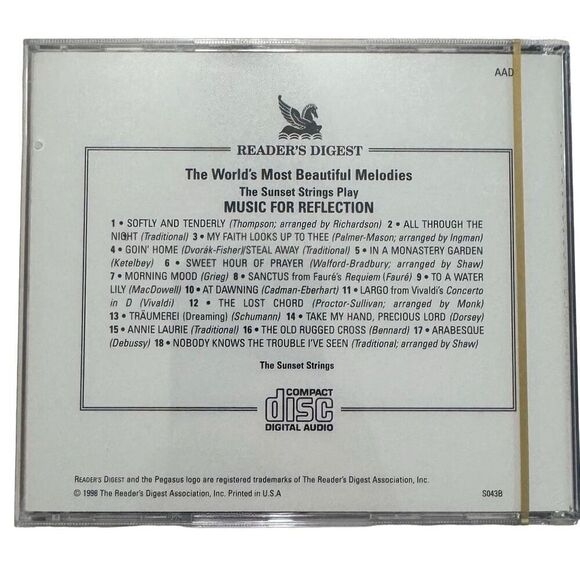 AAD
READER'S DIGEST
The World's Most Beautiful Melodies
The Sunset Strings Play
MUSIC FOR REFLECTION
1 • SOFTLY AND TENDERLY (Thompson; arranged by Richardson) 2 • ALL THROUGH THE
NIGHT (Traditional) 3 • MY FAITH LOOKS UP TO THEE (Palmer-Mason; arranged by Ingman)
4 • GOIN' HOME (Dvorák-Fisher)/STEAL AWAY (Traditional) 5 • IN A MONASTERY GARDEN
(Ketelbey) 6 • SWEET HOUR OF PRAYER (Walford-Bradbury; arranged by Shaw)
7 • MORNING MOOD (Grieg) 8 • SANCTUS from Fauré's Requiem (Fauré) 9 • TO A WATER
LILY (MacDowell) 10 • AT DAWNING (Cadman-Eberhart) 11 • LARGO from Vivaldi's Concerto
in D (Vivaldi) 12 • THE LOST CHORD (Proctor-Sullivan; arranged by Monk)
13 • TRÄUMEREI (Dreaming) (Schumann) 14 • TAKE MY HAND, PRECIOUS LORD (Dorsey)
15 • ANNIE LAURIE (Traditional) 16 • THE OLD RUGGED CROSS (Bennard) 17 • ARABESQUE
(Debussy) 18 • NOBODY KNOWS THE TROUBLE I'VE SEEN (Traditional; arranged by Shaw)
The Sunset Strings
COMPACT
disc
DIGITAL AUDIO
READER'S DIGEST and the Pegasus logo are registered trademarks of The Reader's Digest Association, Inc.
© 1998 The Reader's Digest Association, Inc. Printed in U.S.A
S043B